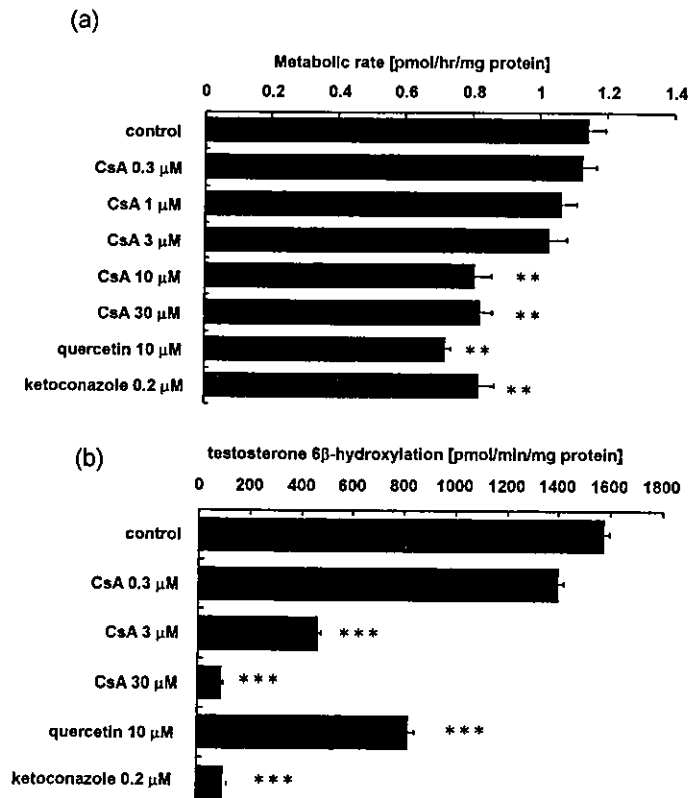 (a)
Metabolic rate [pmol/hr/mg protein]
0 0.2 0.4 0.6 0.8 1 1.2 1.4
control
CsA 0.3 μM
CsA 1 μM
CsA 3 μM
CsA 10 μM **
CsA 30 μM **
quercetin 10 μM **
ketoconazole 0.2 μM **
(b)
testosterone 6β-hydroxylation [pmol/min/mg protein]
0 200 400 600 800 1000 1200 1400 1600 1800
control
CsA 0.3 μM
CsA 3 μM ***
CsA 30 μM ***
quercetin 10 μM ***
ketoconazole 0.2 μM ***